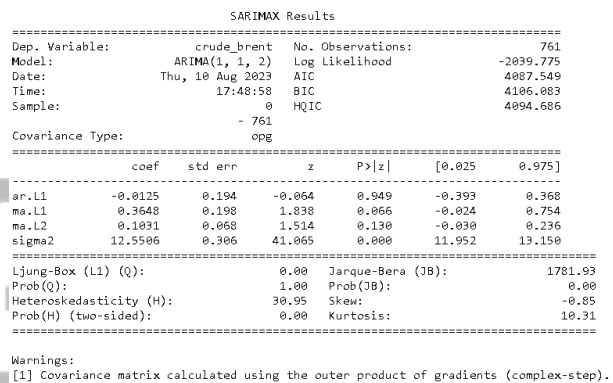 SARIMAX Results
==============================================================================
Dep. Variable:            crude_brent   No. Observations:                  761
Model:                 ARIMA(1, 1, 2)   Log Likelihood               -2039.775
Date:                Thu, 10 Aug 2023   AIC                           4087.549
Time:                        17:48:58   BIC                           4106.083
Sample:                             0   HQIC                          4094.686
                                - 761
Covariance Type:                  opg
==============================================================================
                 coef    std err          z      P>|z|      [0.025      0.975]
------------------------------------------------------------------------------
ar.L1         -0.0125      0.194     -0.064      0.949      -0.393       0.368
ma.L1          0.3648      0.198      1.838      0.066      -0.024       0.754
ma.L2          0.1031      0.068      1.514      0.130      -0.030       0.236
sigma2        12.5506      0.306     41.065      0.000      11.952      13.150
===================================================================================
Ljung-Box (L1) (Q):                   0.00   Jarque-Bera (JB):              1781.93
Prob(Q):                              1.00   Prob(JB):                         0.00
Heteroskedasticity (H):              30.95   Skew:                            -0.85
Prob(H) (two-sided):                  0.00   Kurtosis:                        10.31
===================================================================================
Warnings:
[1] Covariance matrix calculated using the outer product of gradients (complex-step).